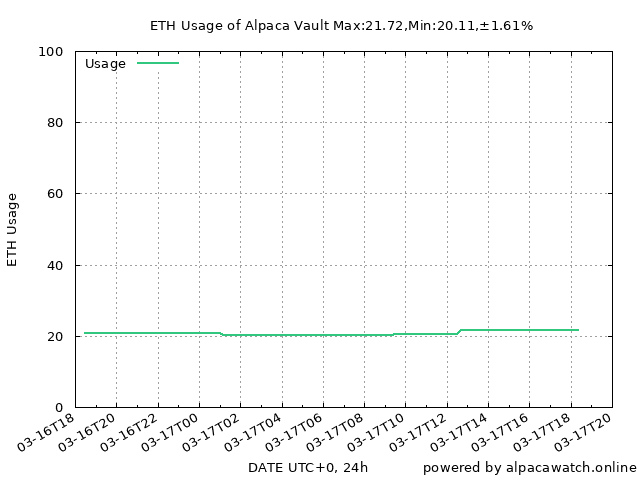 ETH Usage of Alpaca Vault Max:21.72,Min:20.11,±1.61%
Usage
ETH Usage
100
80
60
40
20
0
03-16T18
03-16T20
03-16T22
03-17T00
03-17T02
03-17T04
03-17T06
03-17T08
03-17T10
03-17T12
03-17T14
03-17T16
03-17T18
03-17T20
DATE UTC+0, 24h
powered by alpacawatch.online